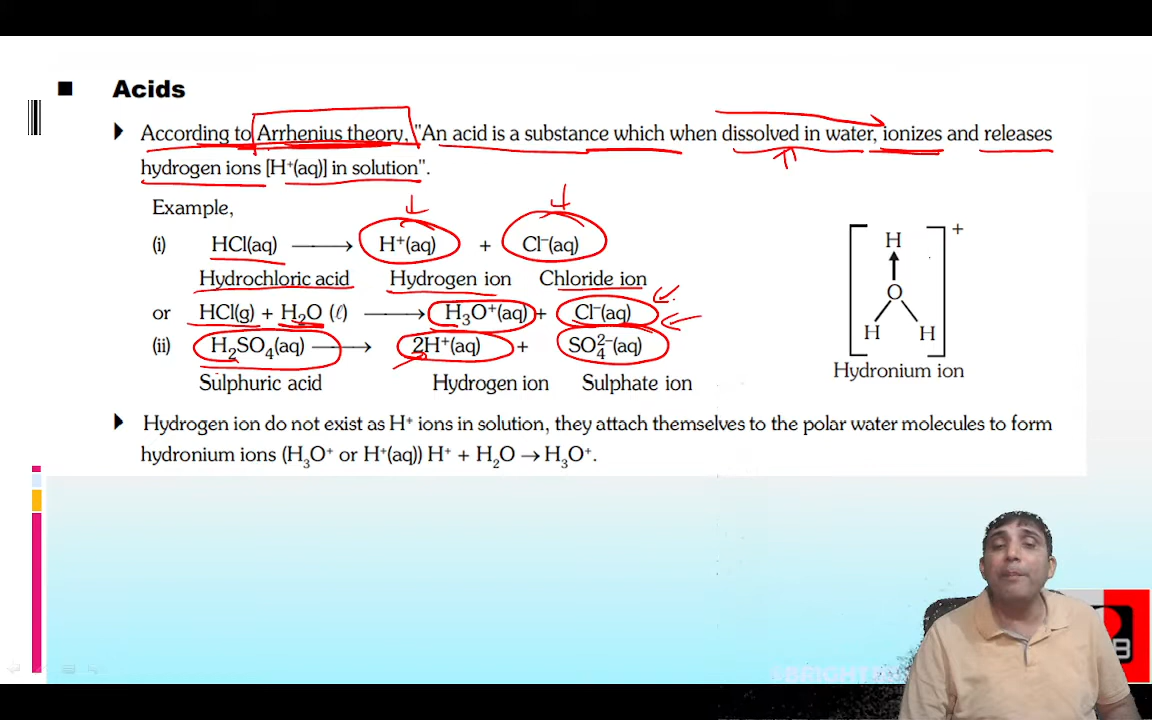 ■ Acids
According to Arrhenius theory, "An acid is a substance which when dissolved in water, ionizes and releases
hydrogen ions [H⁺(aq)] in solution".
Example,
(i) HCl(aq) ⟶ H⁺(aq) + Cl⁻(aq)
Hydrochloric acid Hydrogen ion Chloride ion
or HCl(g) + H₂O (ℓ) ⟶ H₃O⁺(aq) + Cl⁻(aq)
(ii) H₂SO₄(aq) ⟶ 2H⁺(aq) + SO₄²⁻(aq)
Sulphuric acid Hydrogen ion Sulphate ion
H +
O
H H
Hydronium ion
Hydrogen ion do not exist as H⁺ ions in solution, they attach themselves to the polar water molecules to form
hydronium ions (H₃O⁺ or H⁺(aq)) H⁺ + H₂O → H₃O⁺.